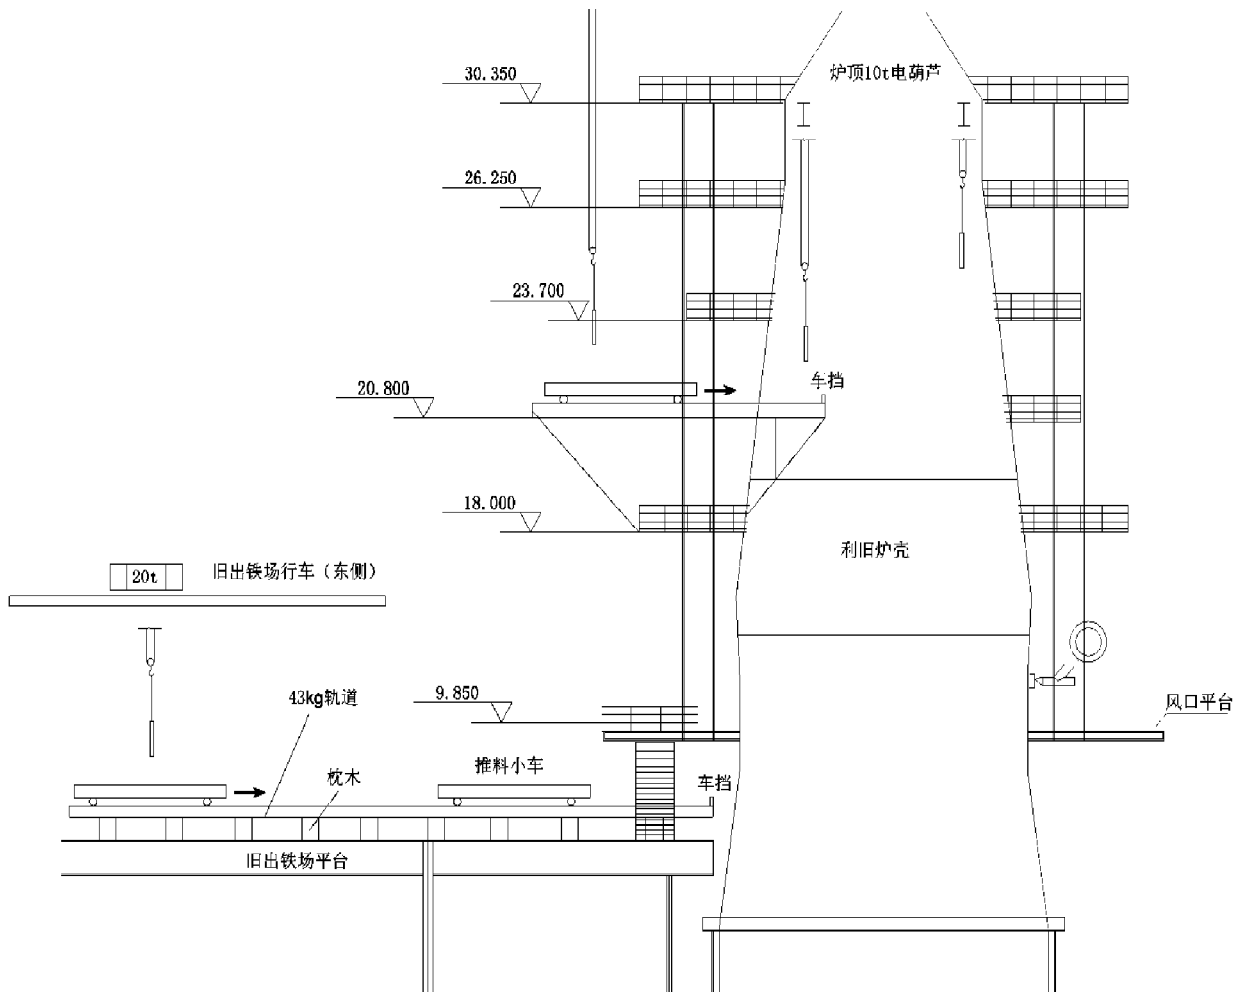 炉顶10t电葫芦
30.350
26.250
23.700
车挡
20.800
18.000
利旧炉壳
20t
旧出铁场行车（东侧）
9.850
43kg轨道
风口平台
推料小车
枕木
车挡
旧出铁场平台